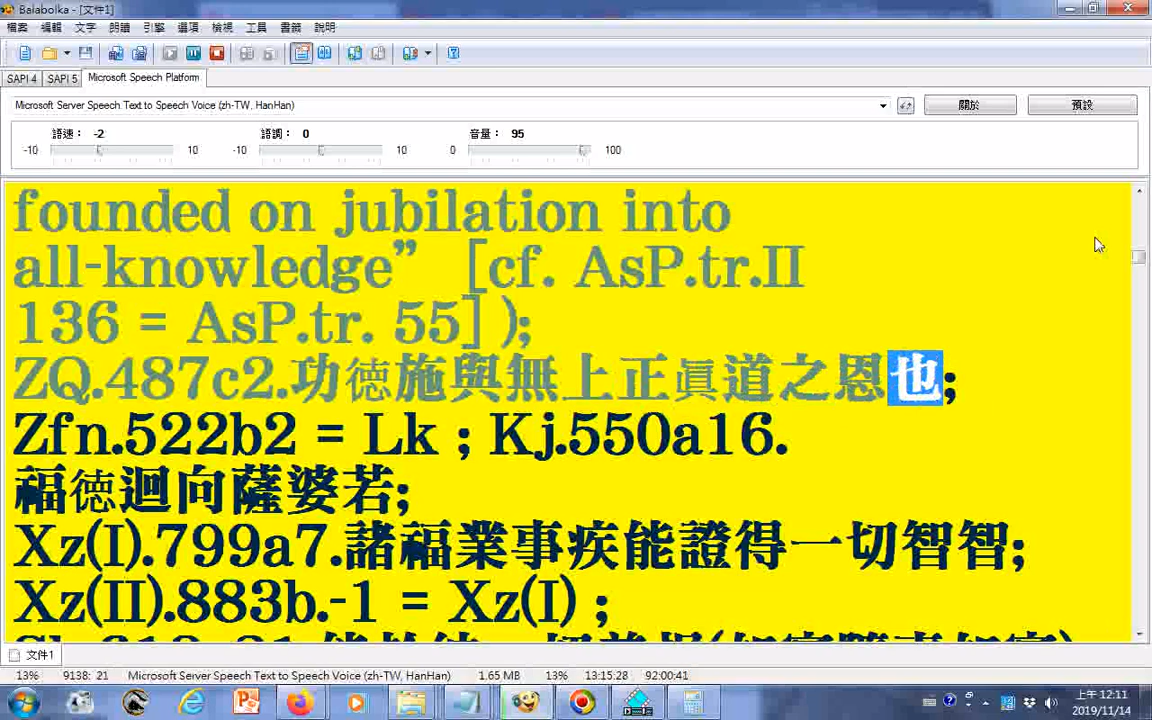 Balabolka - [文件1]
檔案 編輯 文字 朗讀 引擎 選項 檢視 工具 書籤 說明
SAPI 4 SAPI 5 Microsoft Speech Platform
Microsoft Server Speech Text to Speech Voice (zh-TW, HanHan) 關於 預設
語速： -2 語調： 0 音量： 95
-10 10 -10 10 0 100
founded on jubilation into
all-knowledge” [cf. AsP.tr.II
136 = AsP.tr. 55] );
ZQ.487c2.功徳施與無上正眞道之恩也;
Zfn.522b2 = Lk ; Kj.550a16.
福徳迴向薩婆若;
Xz(I).799a7.諸福業事疾能證得一切智智;
Xz(II).883b.-1 = Xz(I) ;
文件1
13% 9138: 21 Microsoft Server Speech Text to Speech Voice (zh-TW, HanHan) 1.65 MB 13% 13:15:28 92:00:41
上午 12:11
2019/11/14